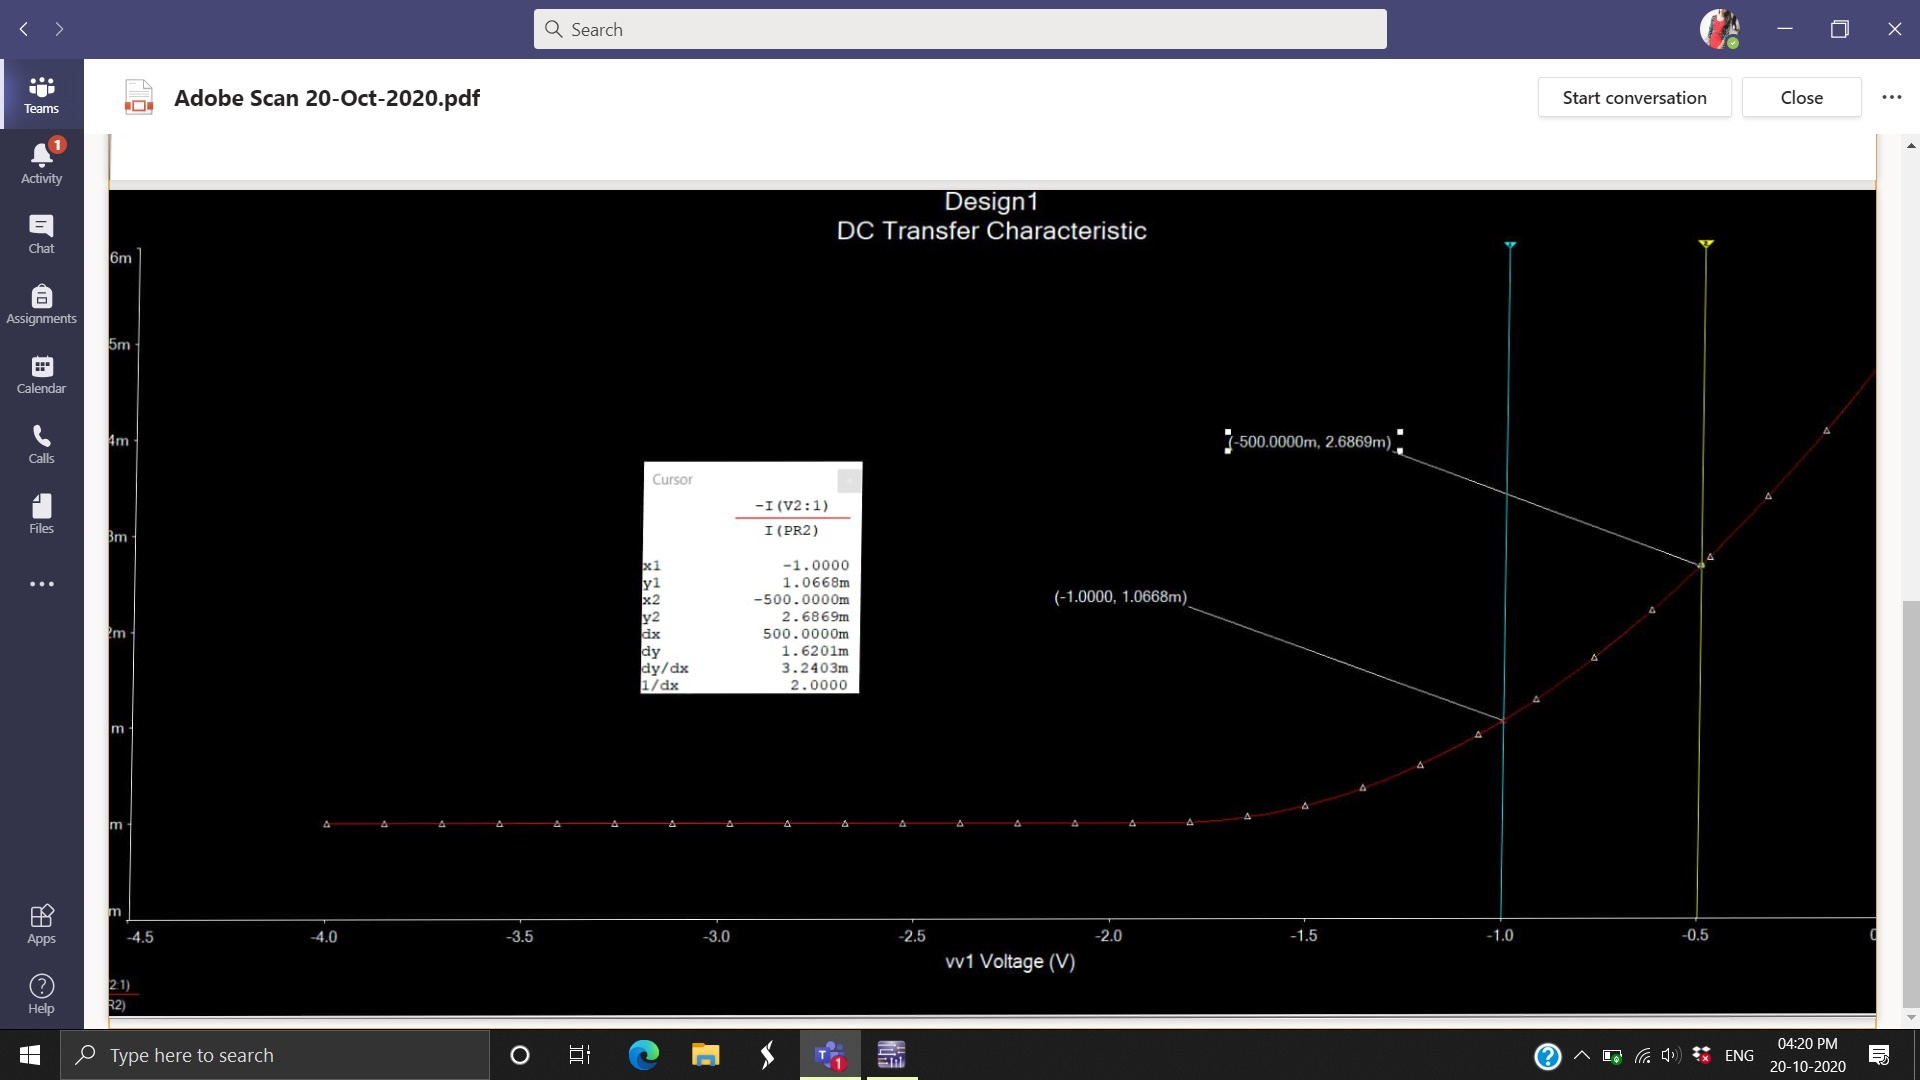 Search
Teams
Activity
1
Chat
Assignments
Calendar
Calls
Files
Apps
Help
Adobe Scan 20-Oct-2020.pdf
Start conversation
Close
Design1
DC Transfer Characteristic
6m
5m
4m
3m
2m
m
m
m
(-500.0000m, 2.6869m)
(-1.0000, 1.0668m)
Cursor
-I(V2:1)
I(PR2)
x1 -1.0000
y1 1.0668m
x2 -500.0000m
y2 2.6869m
dx 500.0000m
dy 1.6201m
dy/dx 3.2403m
1/dx 2.0000
-4.5 -4.0 -3.5 -3.0 -2.5 -2.0 -1.5 -1.0 -0.5 0
vv1 Voltage (V)
2:1)
R2)
Type here to search
1
ENG
04:20 PM
20-10-2020